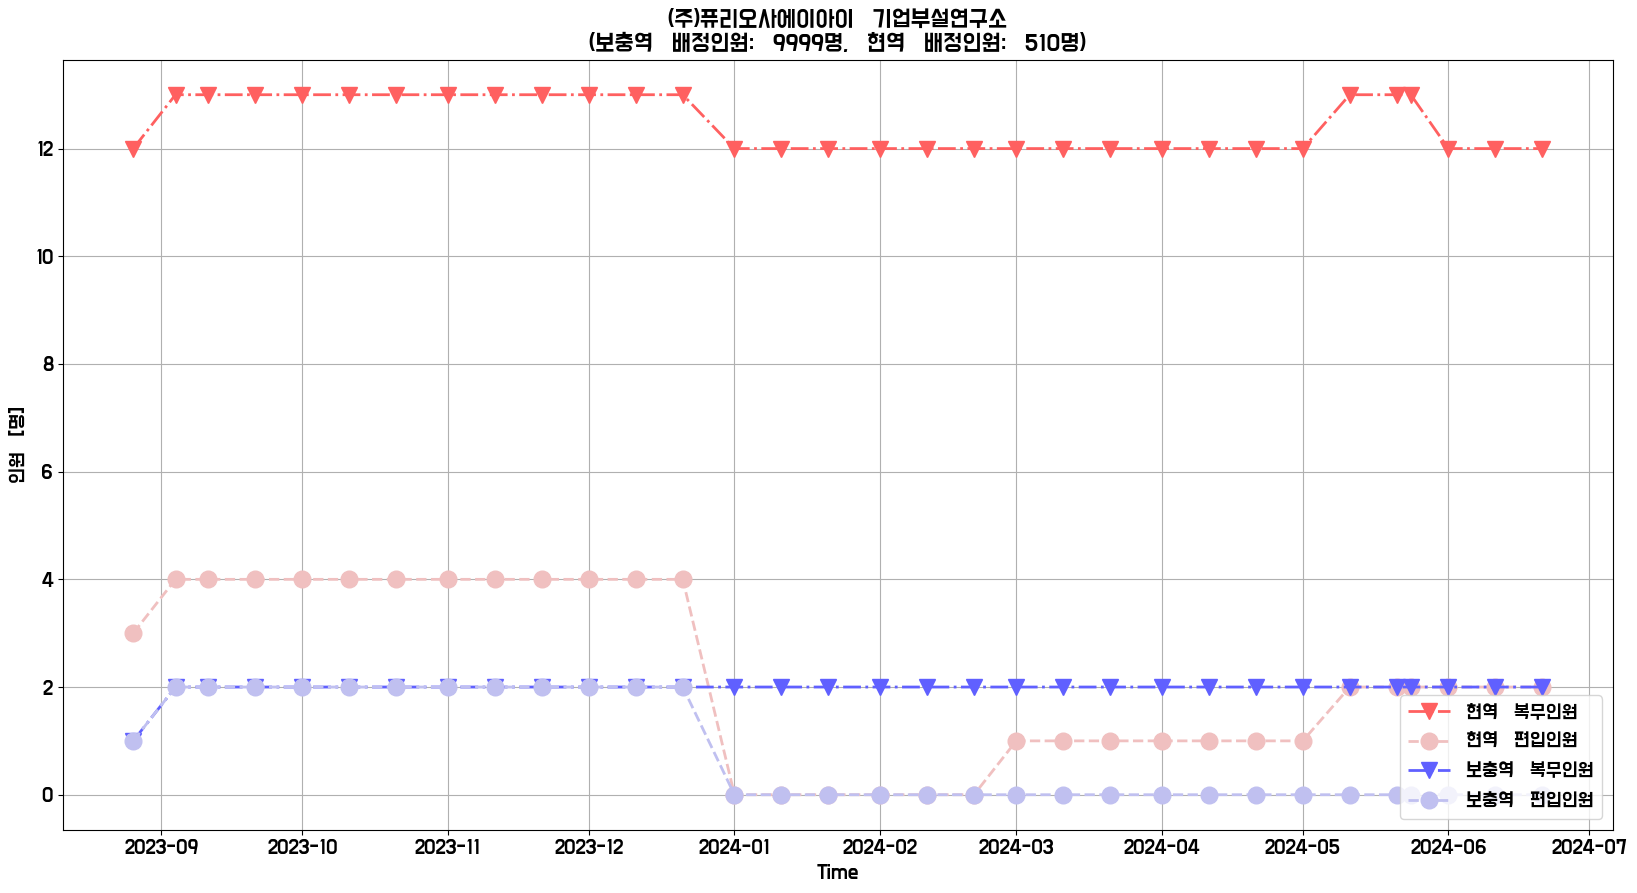 (주)퓨리오사에이아이 기업부설연구소
(보충역 배정인원: 9999명, 현역 배정인원: 510명)
12
10
8
6
4
2
0
인원 [명]
현역 복무인원
현역 편입인원
보충역 복무인원
보충역 편입인원
2023-09 2023-10 2023-11 2023-12 2024-01 2024-02 2024-03 2024-04 2024-05 2024-06 2024-07
Time